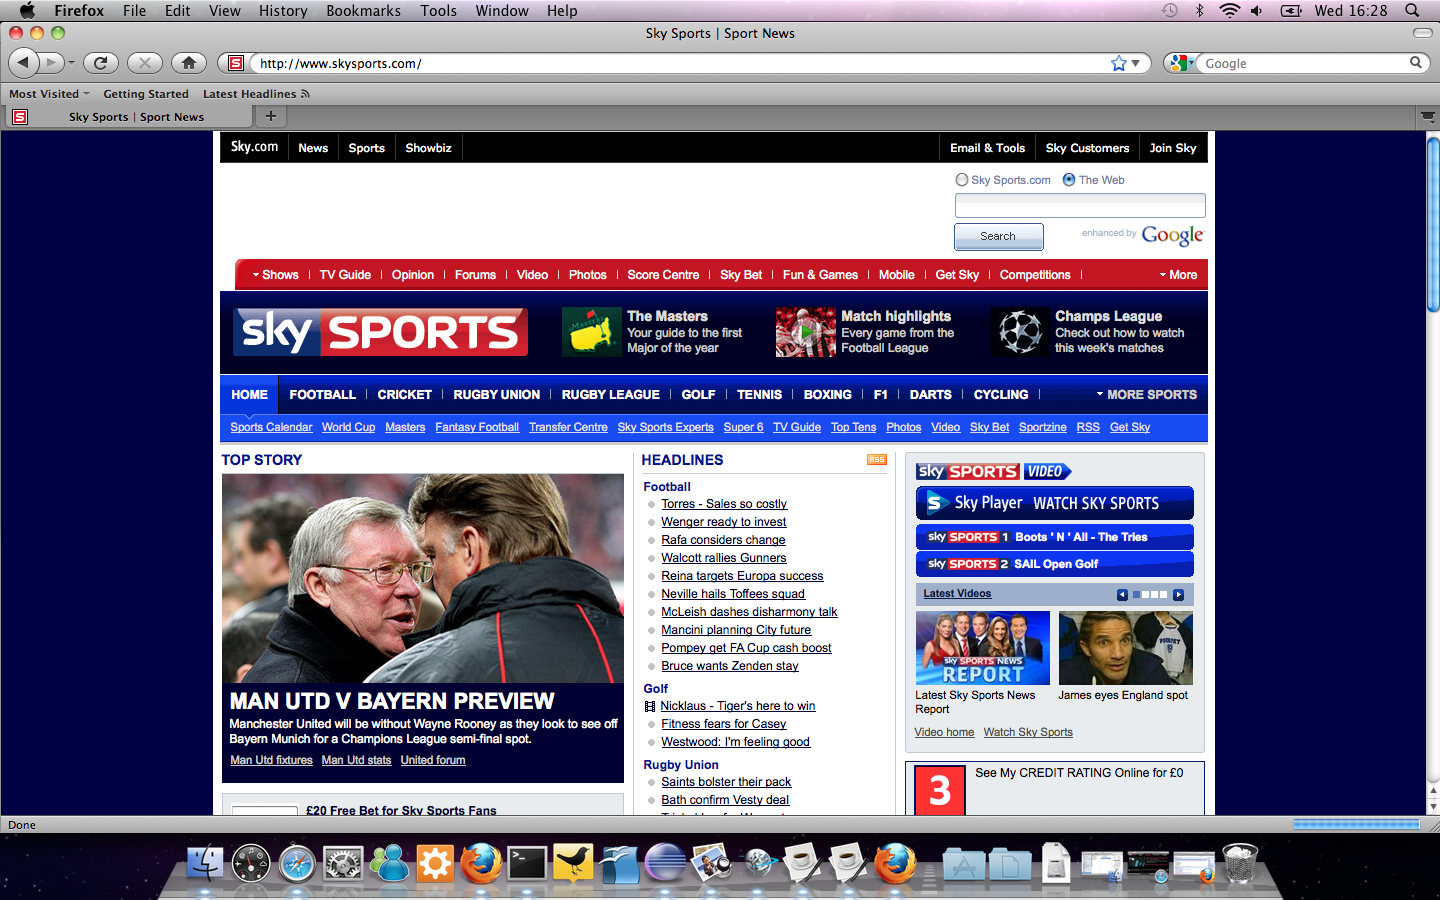 Firefox File Edit View History Bookmarks Tools Window Help
Wed 16:28
Sky Sports | Sport News
http://www.skysports.com/
Google
Most Visited Getting Started Latest Headlines
Sky Sports | Sport News
Sky.com News Sports Showbiz
Email & Tools Sky Customers Join Sky
Sky Sports.com The Web
Search
enhanced by Google
Shows TV Guide Opinion Forums Video Photos Score Centre Sky Bet Fun & Games Mobile Get Sky Competitions More
sky SPORTS
The Masters
Your guide to the first
Major of the year
Match highlights
Every game from the
Football League
Champs League
Check out how to watch
this week's matches
HOME FOOTBALL CRICKET RUGBY UNION RUGBY LEAGUE GOLF TENNIS BOXING F1 DARTS CYCLING MORE SPORTS
Sports Calendar World Cup Masters Fantasy Football Transfer Centre Sky Sports Experts Super 6 TV Guide Top Tens Photos Video Sky Bet Sportzine RSS Get Sky
TOP STORY
MAN UTD V BAYERN PREVIEW
Manchester United will be without Wayne Rooney as they look to see off
Bayern Munich for a Champions League semi-final spot.
Man Utd fixtures Man Utd stats United forum
£20 Free Bet for Sky Sports Fans
HEADLINES
RSS
Football
Torres - Sales so costly
Wenger ready to invest
Rafa considers change
Walcott rallies Gunners
Reina targets Europa success
Neville hails Toffees squad
McLeish dashes disharmony talk
Mancini planning City future
Pompey get FA Cup cash boost
Bruce wants Zenden stay
Golf
Nicklaus - Tiger's here to win
Fitness fears for Casey
Westwood: I'm feeling good
Rugby Union
Saints bolster their pack
Bath confirm Vesty deal
sky SPORTS VIDEO
Sky Player WATCH SKY SPORTS
sky SPORTS 1 Boots ' N ' All - The Tries
sky SPORTS 2 SAIL Open Golf
Latest Videos
sky SPORTS NEWS
REPORT
Latest Sky Sports News
Report
James eyes England spot
Video home Watch Sky Sports
3
See My CREDIT RATING Online for £0
Done